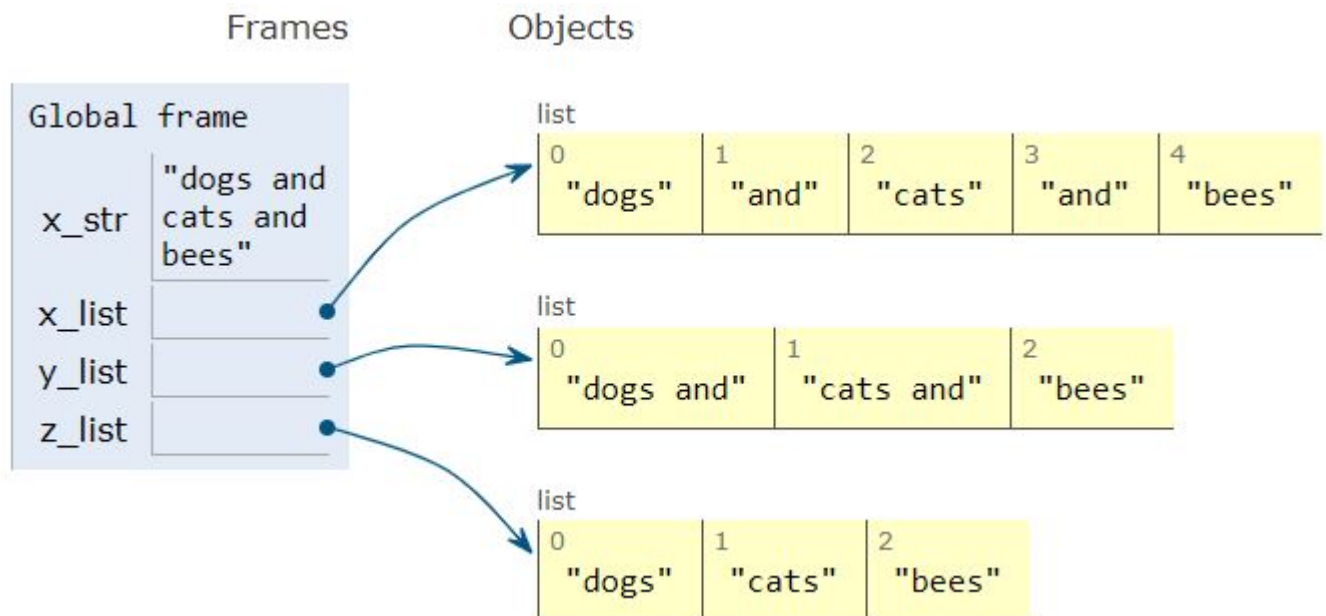 Frames Objects
Global frame
x_str "dogs and
cats and
bees"
x_list
y_list
z_list
list
0 1 2 3 4
"dogs" "and" "cats" "and" "bees"
list
0 1 2
"dogs and" "cats and" "bees"
list
0 1 2
"dogs" "cats" "bees"